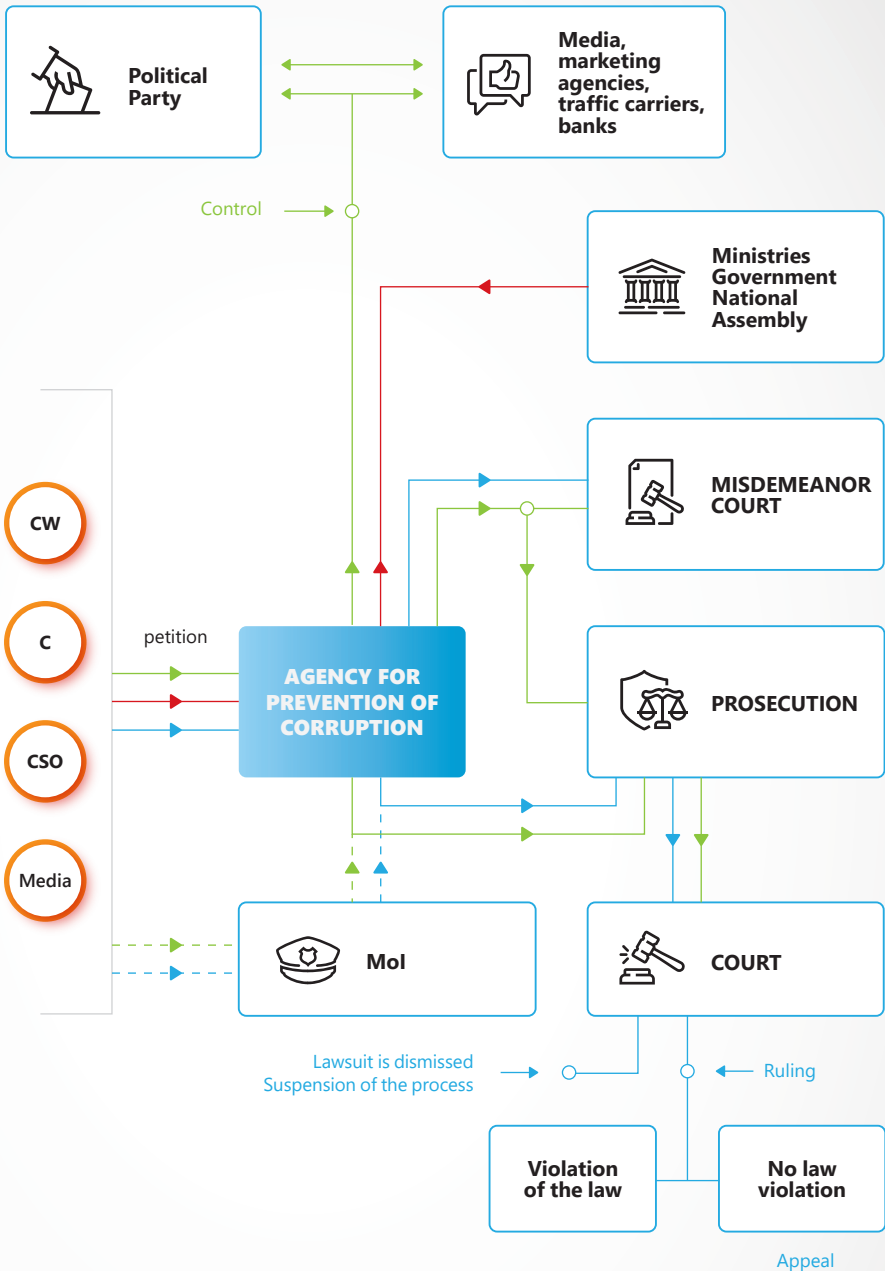 Political
Party
Media,
marketing
agencies,
traffic carriers,
banks
Control
Ministries
Government
National
Assembly
MISDEMEANOR
COURT
CW
C
CSO
Media
petition
AGENCY FOR
PREVENTION OF
CORRUPTION
PROSECUTION
MoI
COURT
Lawsuit is dismissed
Suspension of the process
Ruling
Violation
of the law
No law
violation
Appeal